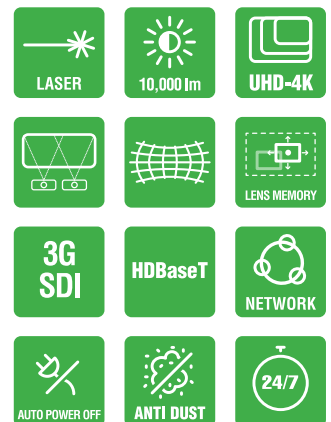 LASER
10,000 lm
UHD-4K
LENS MEMORY
3G
SDI
HDBaseT
NETWORK
AUTO POWER OFF
ANTI DUST
24/7